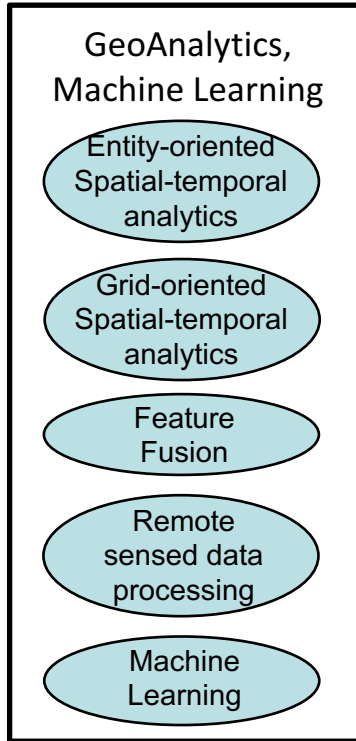 GeoAnalytics,
Machine Learning
Entity-oriented
Spatial-temporal
analytics
Grid-oriented
Spatial-temporal
analytics
Feature
Fusion
Remote
sensed data
processing
Machine
Learning